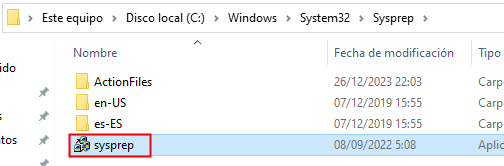 Este equipo > Disco local (C:) > Windows > System32 > Sysprep >
Nombre Fecha de modificación
ActionFiles 26/12/2023 22:03 Carp
en-US 07/12/2019 15:55 Carp
es-ES 07/12/2019 15:55 Carp
sysprep 08/09/2022 5:08 Aplic
ido
s
ntos